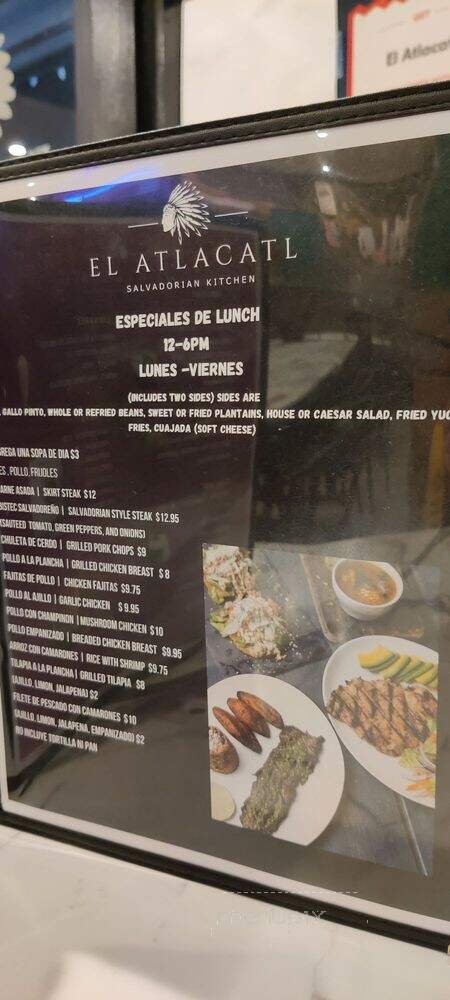 GET
El Atlacat
EL ATLACATL
SALVADORIAN KITCHEN
ESPECIALES DE LUNCH
12-6PM
LUNES -VIERNES
(INCLUDES TWO SIDES) SIDES ARE
, GALLO PINTO, WHOLE OR REFRIED BEANS, SWEET OR FRIED PLANTAINS, HOUSE OR CAESAR SALAD, FRIED YUC
FRIES, CUAJADA (SOFT CHEESE)
REGA UNA SOPA DE DIA $3
ES , POLLO, FRIJOLES
ARNE ASADA | SKIRT STEAK $12
BISTEC SALVADOREÑO | SALVADORIAN STYLE STEAK $12.95
(SAUTEED TOMATO, GREEN PEPPERS, AND ONIONS)
CHULETA DE CERDO | GRILLED PORK CHOPS $9
POLLO A LA PLANCHA | GRILLED CHICKEN BREAST $ 8
FAJITAS DE POLLO | CHICKEN FAJITAS $9.75
POLLO AL AJILLO | GARLIC CHICKEN $ 9.95
POLLO CON CHAMPINON | MUSHROOM CHICKEN $10
POLLO EMPANIZADO | BREADED CHICKEN BREAST $9.95
ARROZ CON CAMARONES | RICE WITH SHRIMP $9.75
TILAPIA A LA PLANCHA | GRILLED TILAPIA $8
(AJILLO, LIMON, JALAPENA) $2
FILETE DE PESCADO CON CAMARONES $10
(AJILLO, LIMON, JALAPENA, EMPANIZADO) $2
NO INCLUYE TORTILLA NI PAN